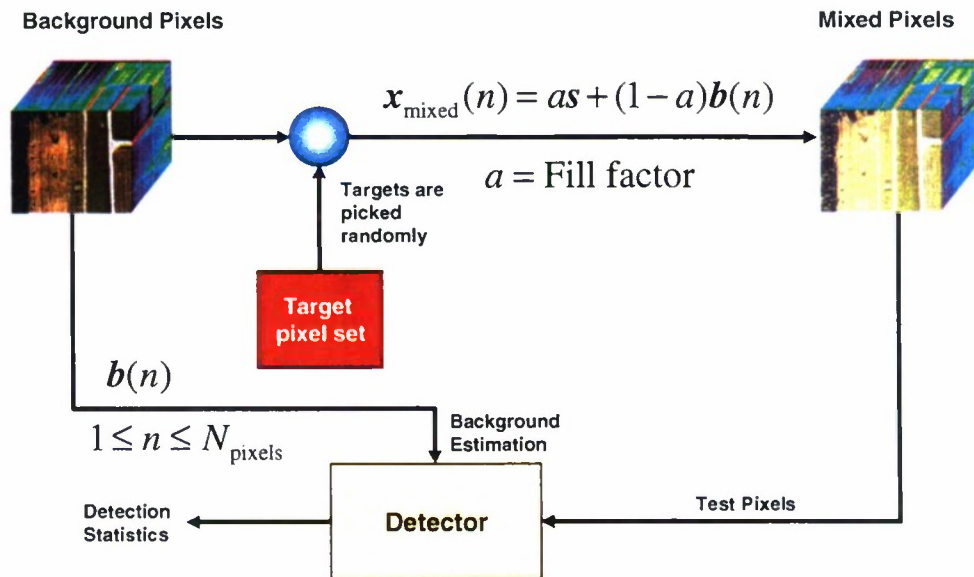 Background Pixels
Mixed Pixels
x_mixed(n) = as + (1 − a)b(n)
a = Fill factor
Targets are
picked
randomly
Target
pixel set
b(n)
1 ≤ n ≤ N_pixels
Background
Estimation
Detection
Statistics
Detector
Test Pixels